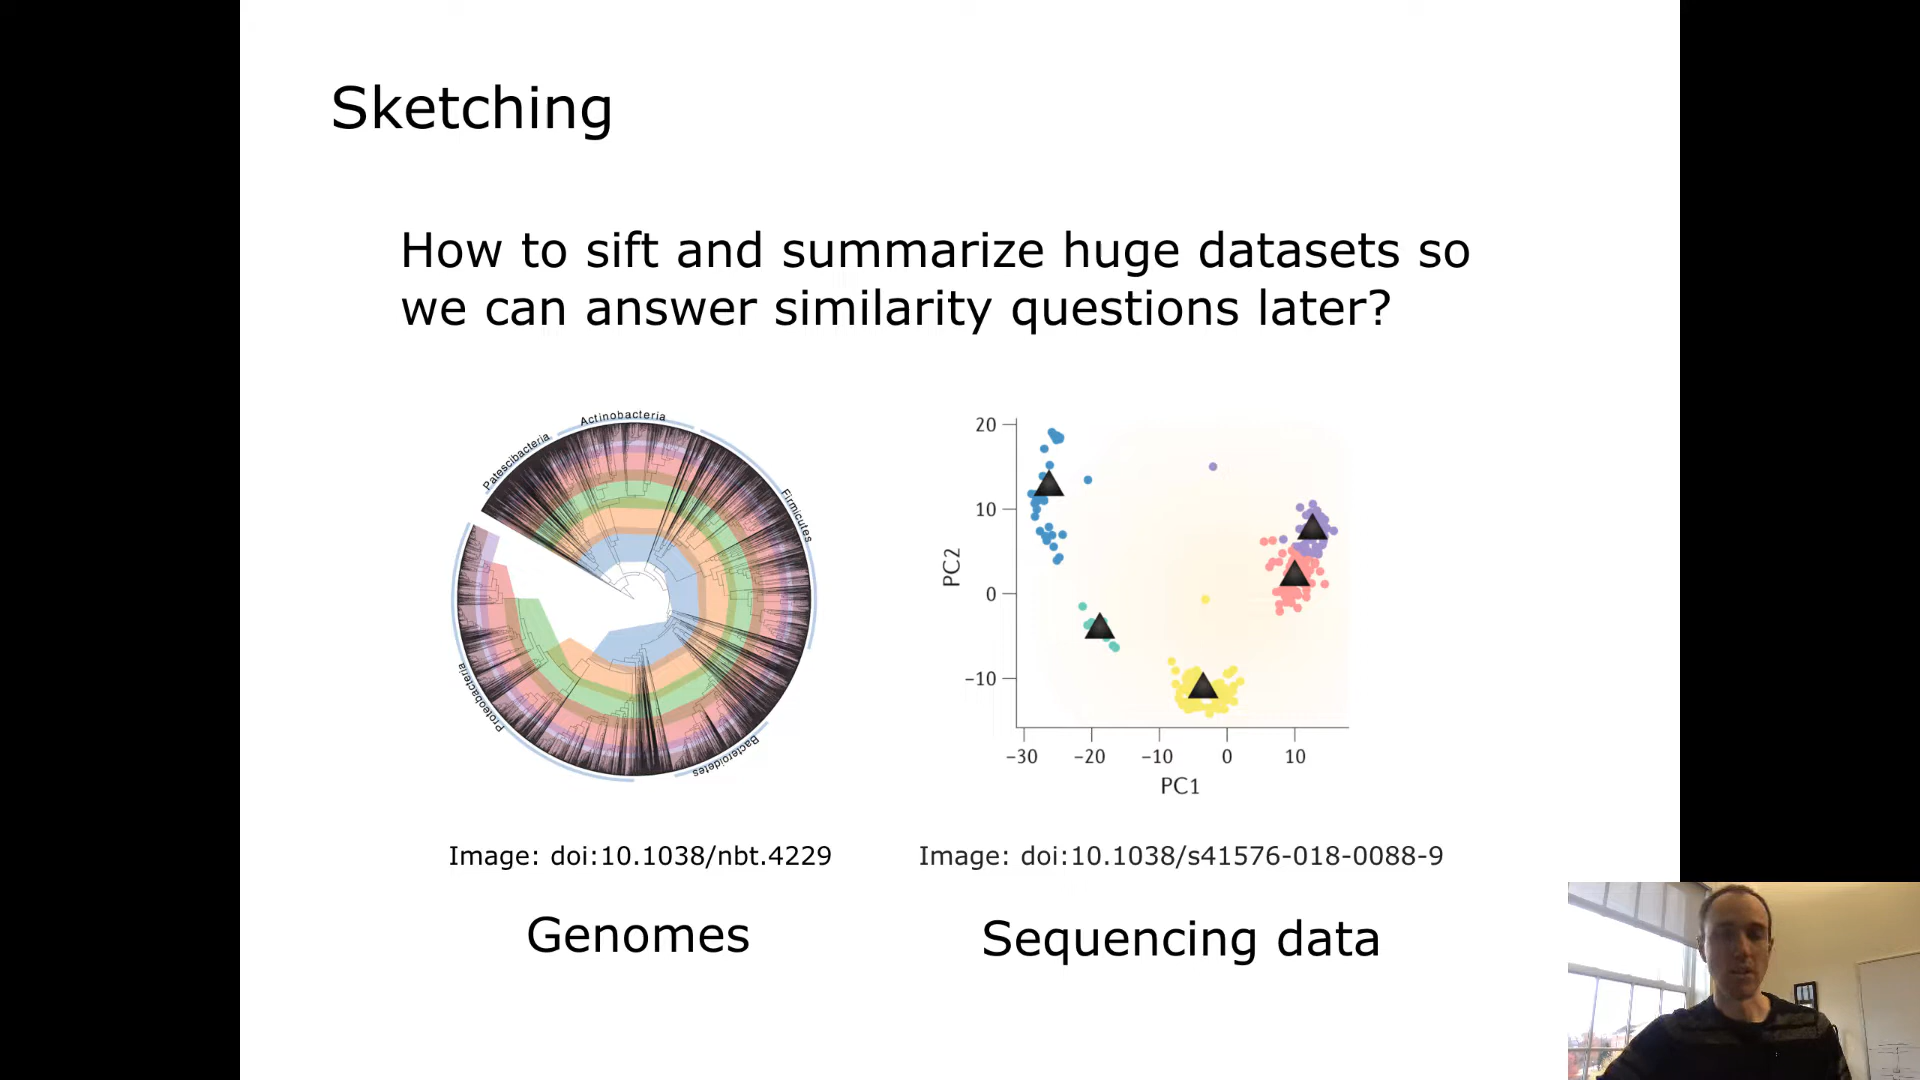 Sketching
How to sift and summarize huge datasets so
we can answer similarity questions later?
Actinobacteria
Patescibacteria
Firmicutes
Proteobacteria
Bacteroidetes
20
10
0
−10
PC2
−30 −20 −10 0 10
PC1
Image: doi:10.1038/nbt.4229
Image: doi:10.1038/s41576-018-0088-9
Genomes
Sequencing data